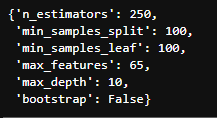 {'n_estimators': 250,
'min_samples_split': 100,
'min_samples_leaf': 100,
'max_features': 65,
'max_depth': 10,
'bootstrap': False}